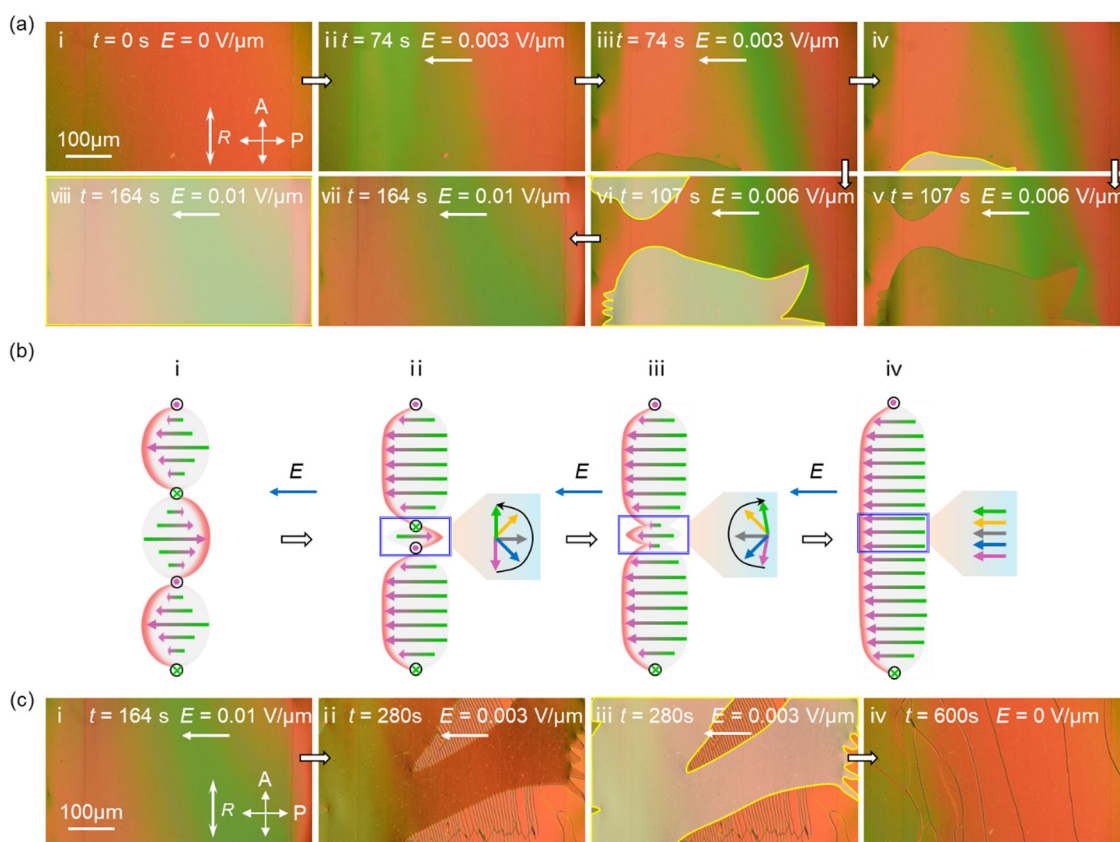 (a)
i t = 0 s E = 0 V/μm
ii t = 74 s E = 0.003 V/μm
iii t = 74 s E = 0.003 V/μm
iv
A
R
P
100μm
viii t = 164 s E = 0.01 V/μm
vii t = 164 s E = 0.01 V/μm
vi t = 107 s E = 0.006 V/μm
v t = 107 s E = 0.006 V/μm
(b)
i
ii
iii
iv
E
E
E
(c)
i t = 164 s E = 0.01 V/μm
ii t = 280s E = 0.003 V/μm
iii t = 280s E = 0.003 V/μm
iv t = 600s E = 0 V/μm
A
R
P
100μm